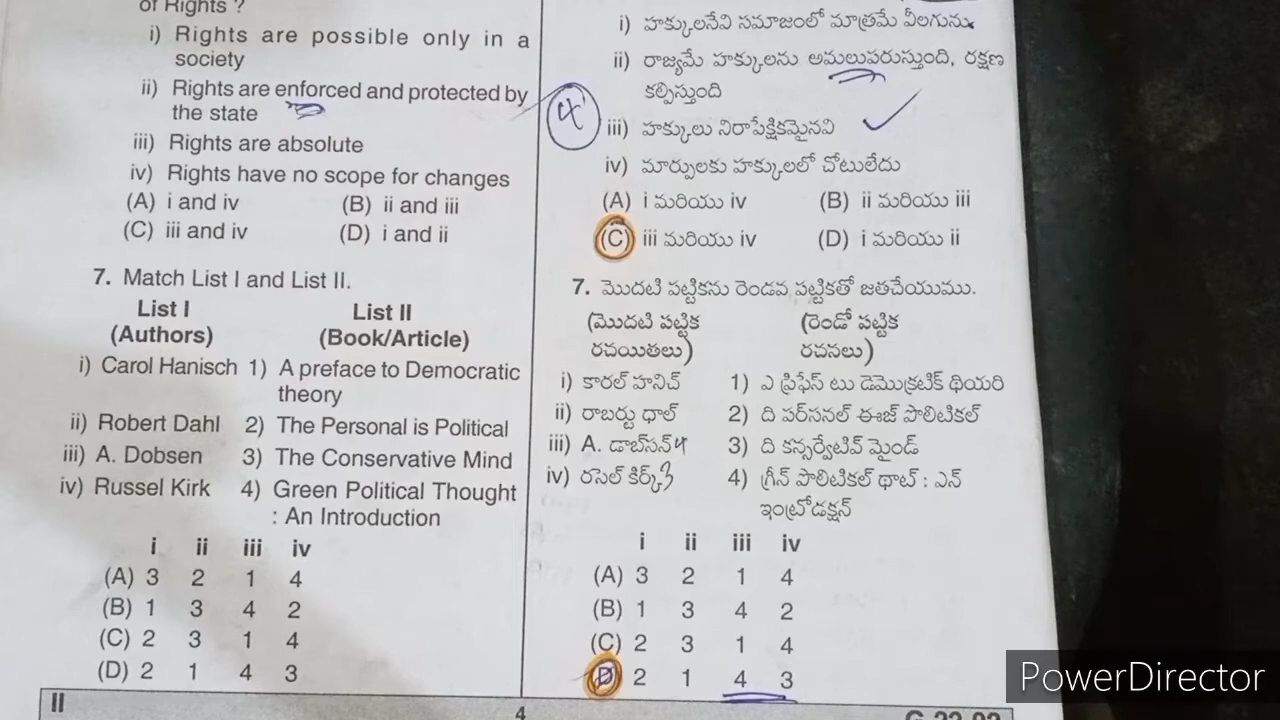 of Rights ?
i) Rights are possible only in a
society
ii) Rights are enforced and protected by
the state
iii) Rights are absolute
iv) Rights have no scope for changes
(A) i and iv (B) ii and iii
(C) iii and iv (D) i and ii
7. Match List I and List II.
List I List II
(Authors) (Book/Article)
i) Carol Hanisch 1) A preface to Democratic
theory
ii) Robert Dahl 2) The Personal is Political
iii) A. Dobsen 3) The Conservative Mind
iv) Russel Kirk 4) Green Political Thought
: An Introduction
i ii iii iv
(A) 3 2 1 4
(B) 1 3 4 2
(C) 2 3 1 4
(D) 2 1 4 3
i) హక్కులనేవి సమాజంలో మాత్రమే వీలగును
ii) రాజ్యమే హక్కులను అమలుపరుస్తుంది, రక్షణ
కల్పిస్తుంది
iii) హక్కులు నిరాపేక్షికమైనవి
iv) మార్పులకు హక్కులలో చోటులేదు
(A) i మరియు iv (B) ii మరియు iii
(C) iii మరియు iv (D) i మరియు ii
7. మొదటి పట్టికను రెండవ పట్టికతో జతచేయుము.
(మొదటి పట్టిక (రెండో పట్టిక
రచయితలు) రచనలు)
i) కారల్ హనిచ్ 1) ఎ ప్రిఫేస్ టు డెమొక్రటిక్ థియరి
ii) రాబర్టు ధాల్ 2) ది పర్‌సనల్ ఈజ్ పొలిటికల్
iii) A. డాబ్‌సన్ 4 3) ది కన్సర్వేటివ్ మైండ్
iv) రసెల్ కిర్క్ 3 4) గ్రీన్ పొలిటికల్ థాట్ : ఎన్
ఇంట్రోడక్షన్
i ii iii iv
(A) 3 2 1 4
(B) 1 3 4 2
(C) 2 3 1 4
(D) 2 1 4 3
II
4
PowerDirector